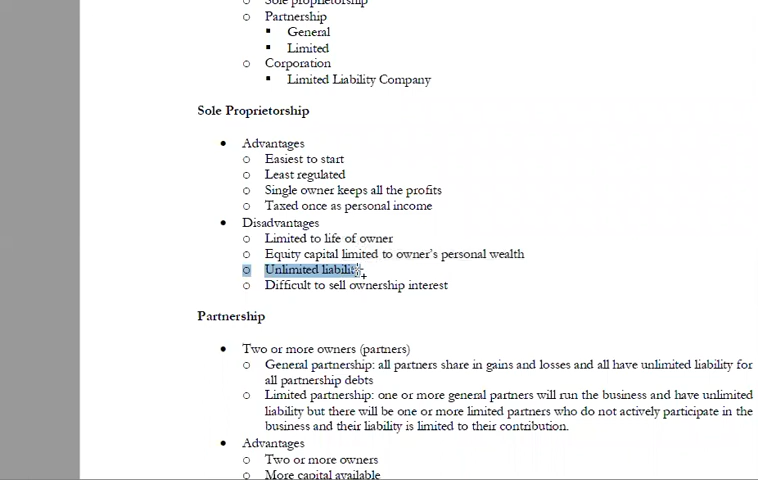 ○ Sole proprietorship
○ Partnership
▪ General
▪ Limited
○ Corporation
▪ Limited Liability Company
Sole Proprietorship
● Advantages
○ Easiest to start
○ Least regulated
○ Single owner keeps all the profits
○ Taxed once as personal income
● Disadvantages
○ Limited to life of owner
○ Equity capital limited to owner's personal wealth
○ Unlimited liability
○ Difficult to sell ownership interest
Partnership
● Two or more owners (partners)
○ General partnership: all partners share in gains and losses and all have unlimited liability for
all partnership debts
○ Limited partnership: one or more general partners will run the business and have unlimited
liability but there will be one or more limited partners who do not actively participate in the
business and their liability is limited to their contribution.
● Advantages
○ Two or more owners
○ More capital available